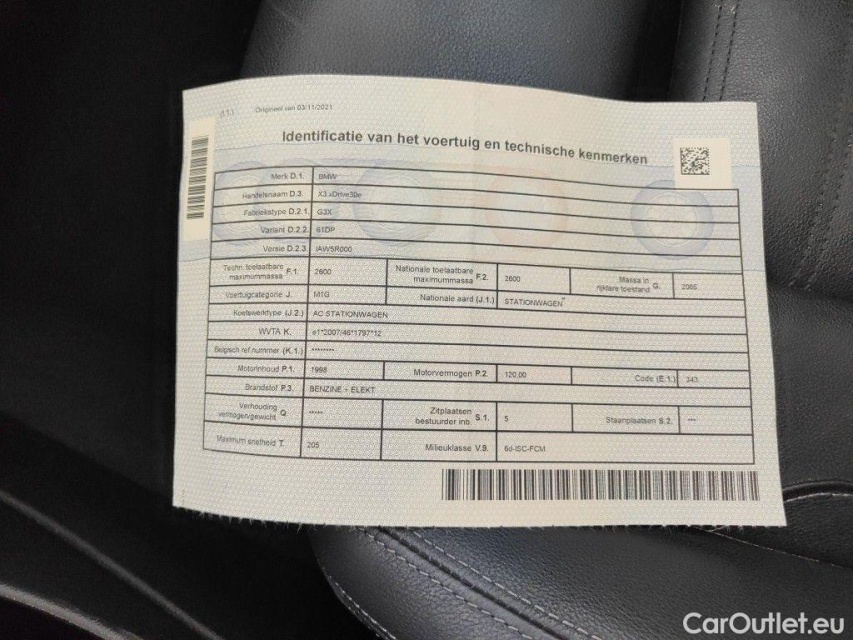 (I.1.) Origineel van 03/11/2021
Identificatie van het voertuig en technische kenmerken
Merk D.1. BMW
Handelsnaam D.3. X3 xDrive30e
Fabriekstype D.2.1. G3X
Variant D.2.2. 61DP
Versie D.2.3. IAW5R000
Techn. toelaatbare maximummassa F.1. 2600 Nationale toelaatbare maximummassa F.2. 2600 Massa in rijklare toestand G.
Voertuigcategorie J. M1G Nationale aard (J.1.) STATIONWAGEN
Koetswerktype (J.2.) AC STATIONWAGEN
WVTA K. e1*2007/46*1797*12
Belgisch ref.nummer (K.1.) ********
Motorinhoud P.1. 1998 Motorvermogen P.2. 120.00 Code (E.1.) 343
Brandstof P.3. BENZINE + ELEKT
Verhouding vermogen/gewicht Q. Zitplaatsen bestuurder inb. S.1. 5 Staanplaatsen S.2. ---
Maximum snelheid T. 205 Milieuklasse V.9. 6d-ISC-FCM
CarOutlet.eu